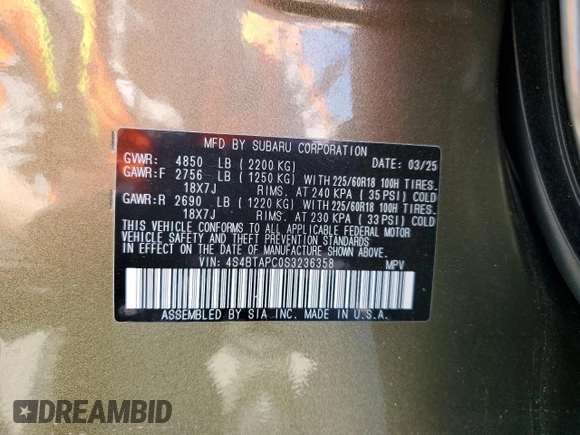 MFD BY SUBARU CORPORATION
GVWR: 4850 LB (2200 KG) DATE: 03/25
GAWR:F 2756 LB (1250 KG) WITH 225/60R18 100H TIRES.
18X7J RIMS. AT 240 KPA (35 PSI) COLD
GAWR:R 2690 LB (1220 KG) WITH 225/60R18 100H TIRES.
18X7J RIMS. AT 230 KPA (33 PSI) COLD
THIS VEHICLE CONFORMS TO ALL APPLICABLE FEDERAL MOTOR
VEHICLE SAFETY AND THEFT PREVENTION STANDARDS
IN EFFECT ON THE DATE OF MANUFACTURE SHOWN ABOVE.
VIN: 4S4BTAPC0S3236358 MPV
ASSEMBLED BY SIA INC. MADE IN U.S.A.
DREAMBID